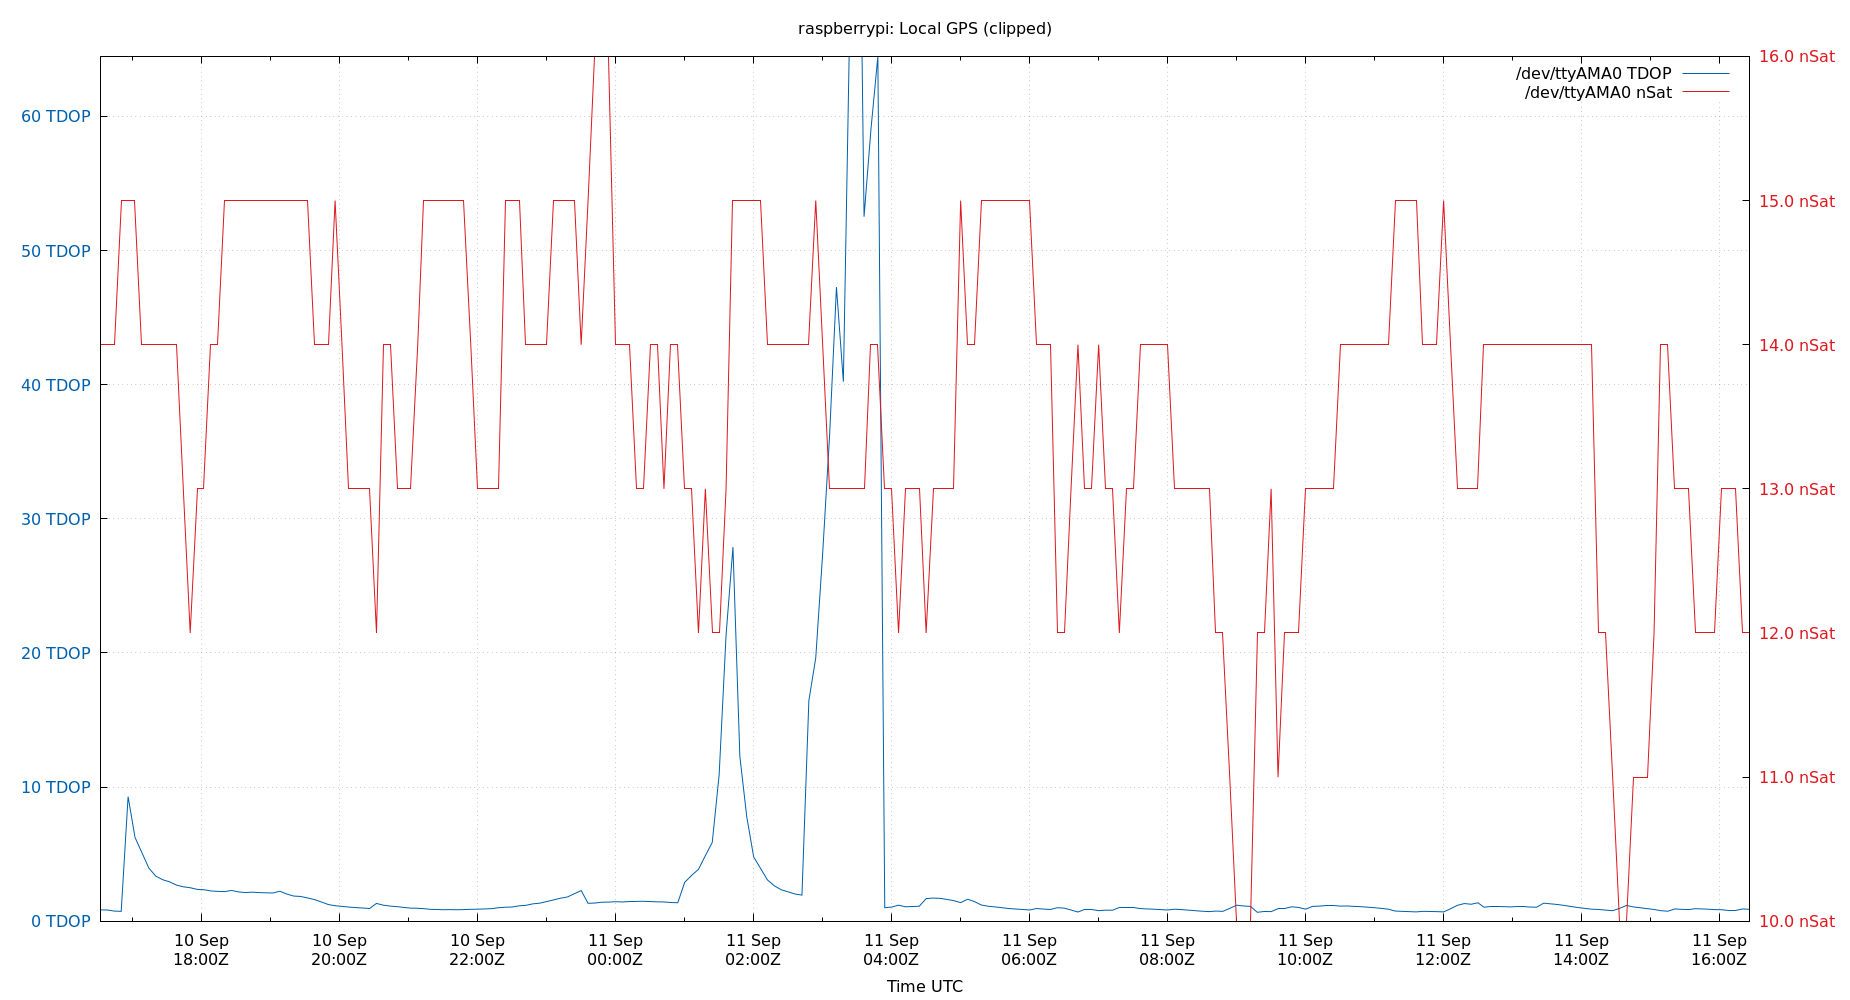 raspberrypi: Local GPS (clipped)
/dev/ttyAMA0 TDOP
/dev/ttyAMA0 nSat
60 TDOP
50 TDOP
40 TDOP
30 TDOP
20 TDOP
10 TDOP
0 TDOP
16.0 nSat
15.0 nSat
14.0 nSat
13.0 nSat
12.0 nSat
11.0 nSat
10.0 nSat
10 Sep
18:00Z
10 Sep
20:00Z
10 Sep
22:00Z
11 Sep
00:00Z
11 Sep
02:00Z
11 Sep
04:00Z
11 Sep
06:00Z
11 Sep
08:00Z
11 Sep
10:00Z
11 Sep
12:00Z
11 Sep
14:00Z
11 Sep
16:00Z
Time UTC